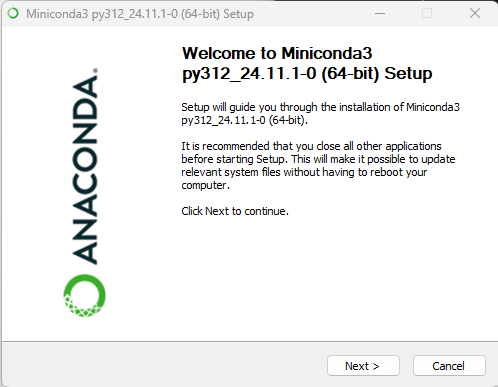 Miniconda3 py312_24.11.1-0 (64-bit) Setup
Welcome to Miniconda3
py312_24.11.1-0 (64-bit) Setup
Setup will guide you through the installation of Miniconda3
py312_24.11.1-0 (64-bit).
It is recommended that you close all other applications
before starting Setup. This will make it possible to update
relevant system files without having to reboot your
computer.
Click Next to continue.
ANACONDA.
Next >
Cancel